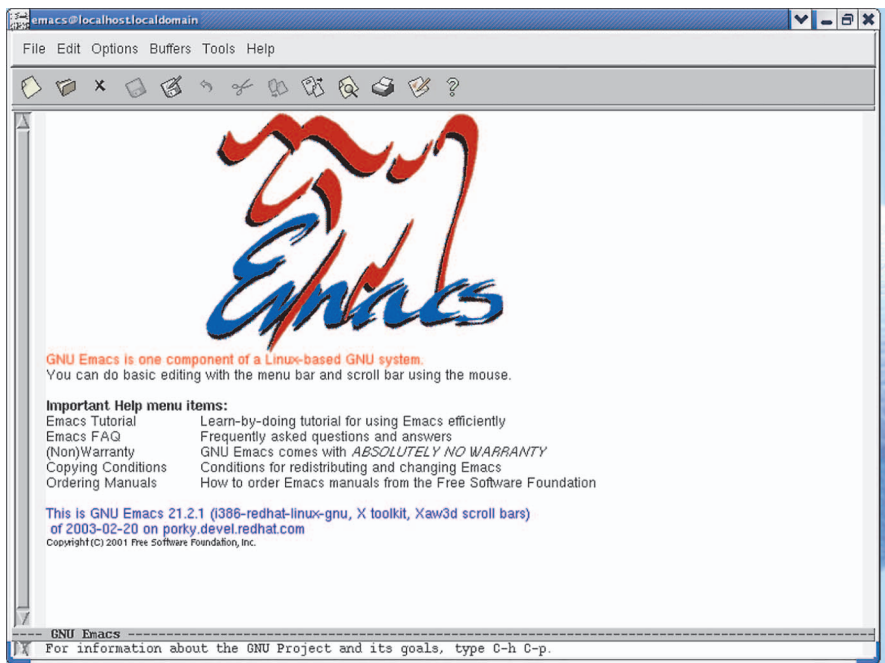 emacs@localhost.localdomain
File Edit Options Buffers Tools Help
Emacs
GNU Emacs is one component of a Linux-based GNU system.
You can do basic editing with the menu bar and scroll bar using the mouse.
Important Help menu items:
Emacs Tutorial Learn-by-doing tutorial for using Emacs efficiently
Emacs FAQ Frequently asked questions and answers
(Non)Warranty GNU Emacs comes with ABSOLUTELY NO WARRANTY
Copying Conditions Conditions for redistributing and changing Emacs
Ordering Manuals How to order Emacs manuals from the Free Software Foundation
This is GNU Emacs 21.2.1 (i386-redhat-linux-gnu, X toolkit, Xaw3d scroll bars)
of 2003-02-20 on porky.devel.redhat.com
Copyright (C) 2001 Free Software Foundation, Inc.
---- GNU Emacs ----
For information about the GNU Project and its goals, type C-h C-p.